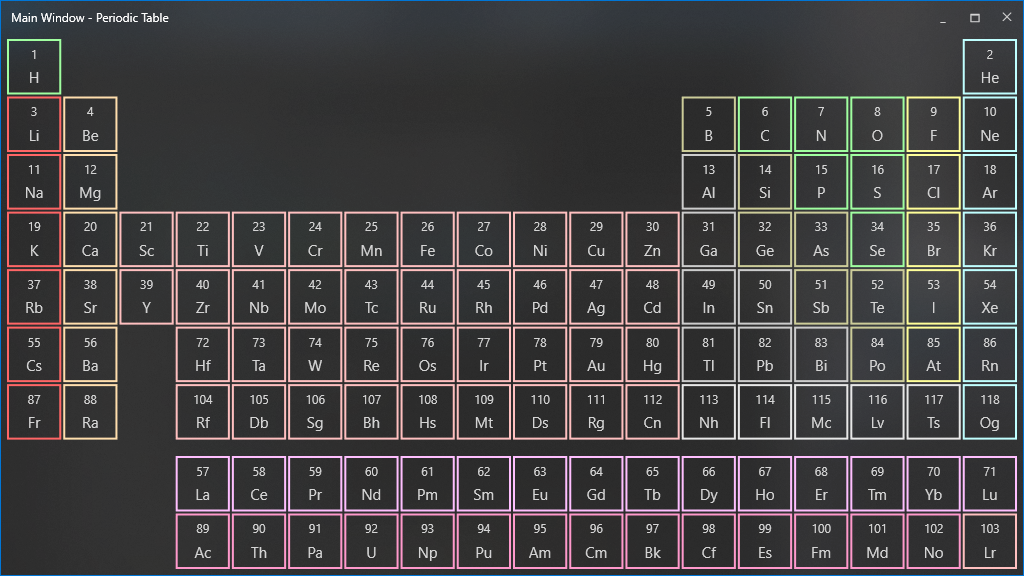 Main Window - Periodic Table
1 2
H He
3 4 5 6 7 8 9 10
Li Be B C N O F Ne
11 12 13 14 15 16 17 18
Na Mg Al Si P S Cl Ar
19 20 21 22 23 24 25 26 27 28 29 30 31 32 33 34 35 36
K Ca Sc Ti V Cr Mn Fe Co Ni Cu Zn Ga Ge As Se Br Kr
37 38 39 40 41 42 43 44 45 46 47 48 49 50 51 52 53 54
Rb Sr Y Zr Nb Mo Tc Ru Rh Pd Ag Cd In Sn Sb Te I Xe
55 56 72 73 74 75 76 77 78 79 80 81 82 83 84 85 86
Cs Ba Hf Ta W Re Os Ir Pt Au Hg Tl Pb Bi Po At Rn
87 88 104 105 106 107 108 109 110 111 112 113 114 115 116 117 118
Fr Ra Rf Db Sg Bh Hs Mt Ds Rg Cn Nh Fl Mc Lv Ts Og
57 58 59 60 61 62 63 64 65 66 67 68 69 70 71
La Ce Pr Nd Pm Sm Eu Gd Tb Dy Ho Er Tm Yb Lu
89 90 91 92 93 94 95 96 97 98 99 100 101 102 103
Ac Th Pa U Np Pu Am Cm Bk Cf Es Fm Md No Lr